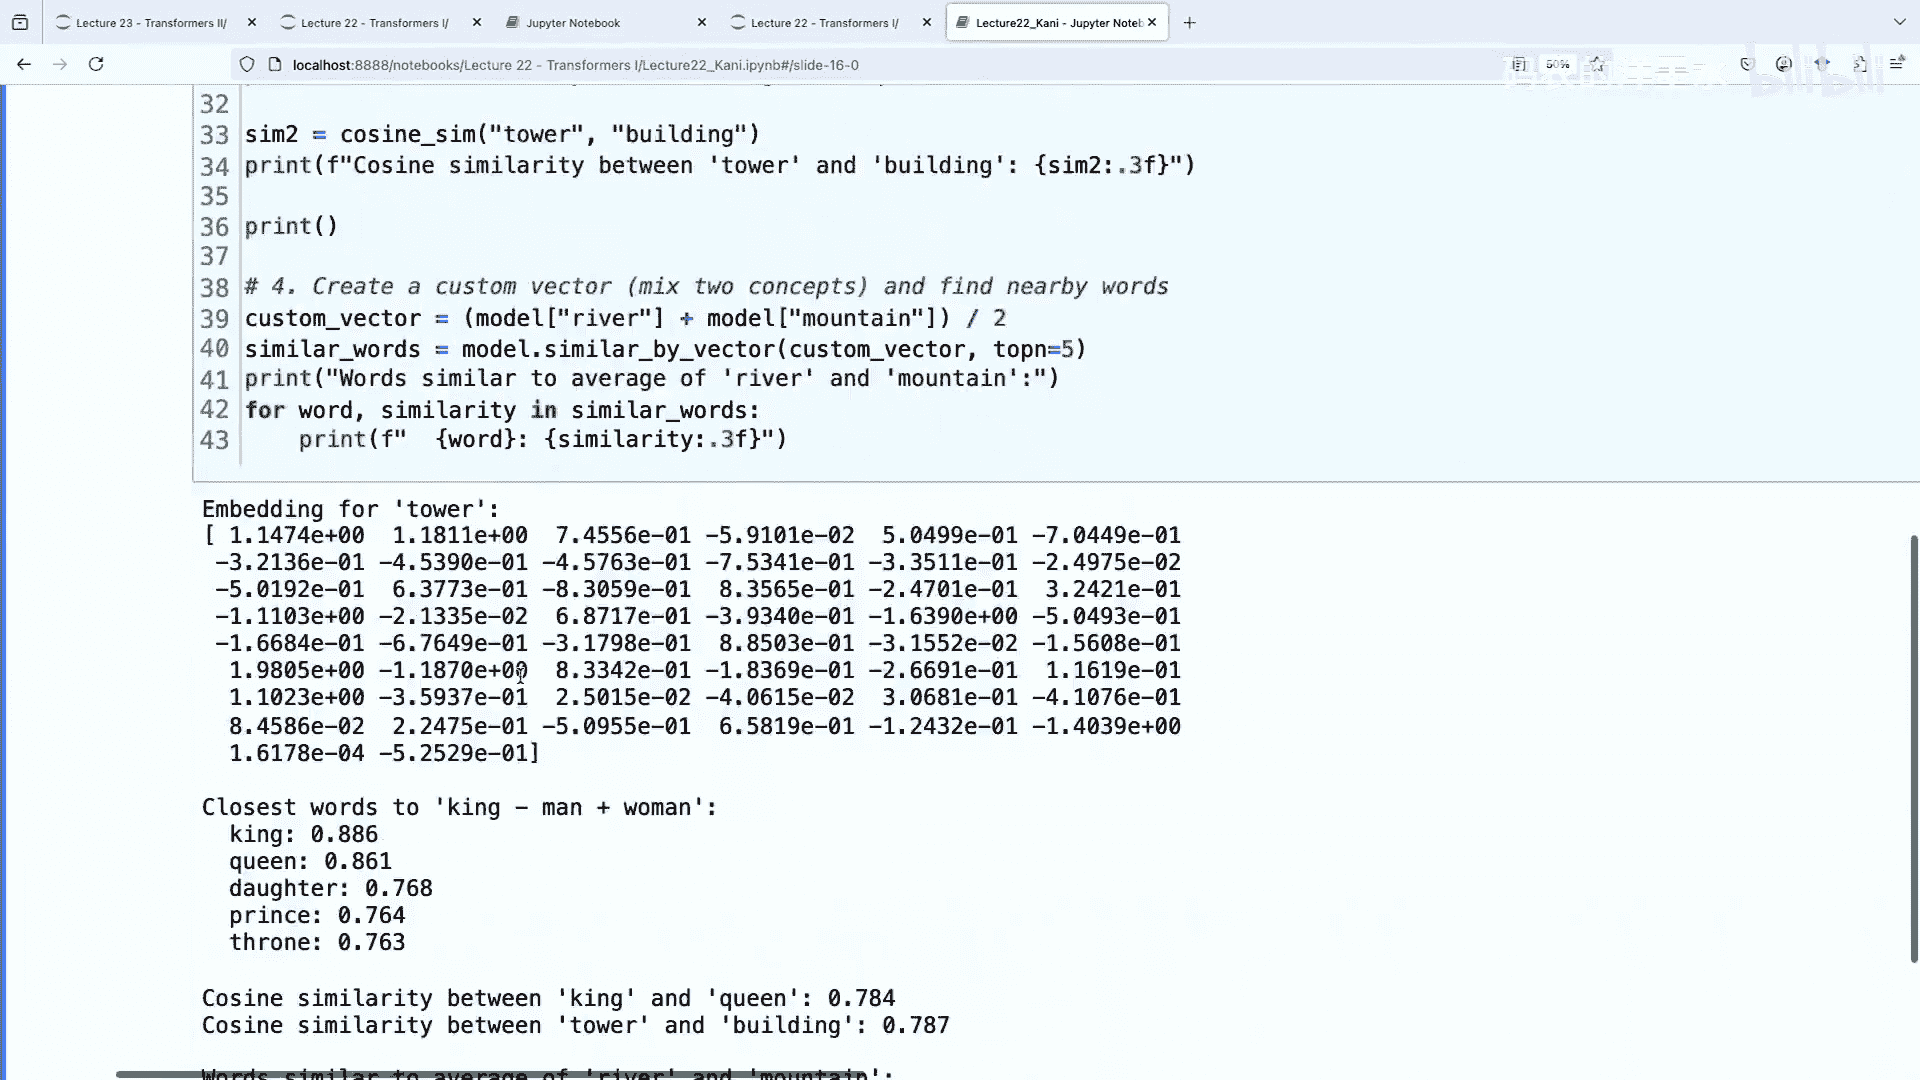 Lecture 23 - Transformers II/
Lecture 22 - Transformers I/
Jupyter Notebook
Lecture 22 - Transformers I/
Lecture22_Kani - Jupyter Noteb
localhost:8888/notebooks/Lecture 22 - Transformers I/Lecture22_Kani.ipynb#/slide-16-0
50%
bilibili
32
33 sim2 = cosine_sim("tower", "building")
34 print(f"Cosine similarity between 'tower' and 'building': {sim2:.3f}")
35
36 print()
37
38 # 4. Create a custom vector (mix two concepts) and find nearby words
39 custom_vector = (model["river"] + model["mountain"]) / 2
40 similar_words = model.similar_by_vector(custom_vector, topn=5)
41 print("Words similar to average of 'river' and 'mountain':")
42 for word, similarity in similar_words:
43     print(f"  {word}: {similarity:.3f}")
Embedding for 'tower':
[ 1.1474e+00  1.1811e+00  7.4556e-01 -5.9101e-02  5.0499e-01 -7.0449e-01
 -3.2136e-01 -4.5390e-01 -4.5763e-01 -7.5341e-01 -3.3511e-01 -2.4975e-02
 -5.0192e-01  6.3773e-01 -8.3059e-01  8.3565e-01 -2.4701e-01  3.2421e-01
 -1.1103e+00 -2.1335e-02  6.8717e-01 -3.9340e-01 -1.6390e+00 -5.0493e-01
 -1.6684e-01 -6.7649e-01 -3.1798e-01  8.8503e-01 -3.1552e-02 -1.5608e-01
  1.9805e+00 -1.1870e+00  8.3342e-01 -1.8369e-01 -2.6691e-01  1.1619e-01
  1.1023e+00 -3.5937e-01  2.5015e-02 -4.0615e-02  3.0681e-01 -4.1076e-01
  8.4586e-02  2.2475e-01 -5.0955e-01  6.5819e-01 -1.2432e-01 -1.4039e+00
  1.6178e-04 -5.2529e-01]
Closest words to 'king - man + woman':
  king: 0.886
  queen: 0.861
  daughter: 0.768
  prince: 0.764
  throne: 0.763
Cosine similarity between 'king' and 'queen': 0.784
Cosine similarity between 'tower' and 'building': 0.787
Words similar to average of 'river' and 'mountain':